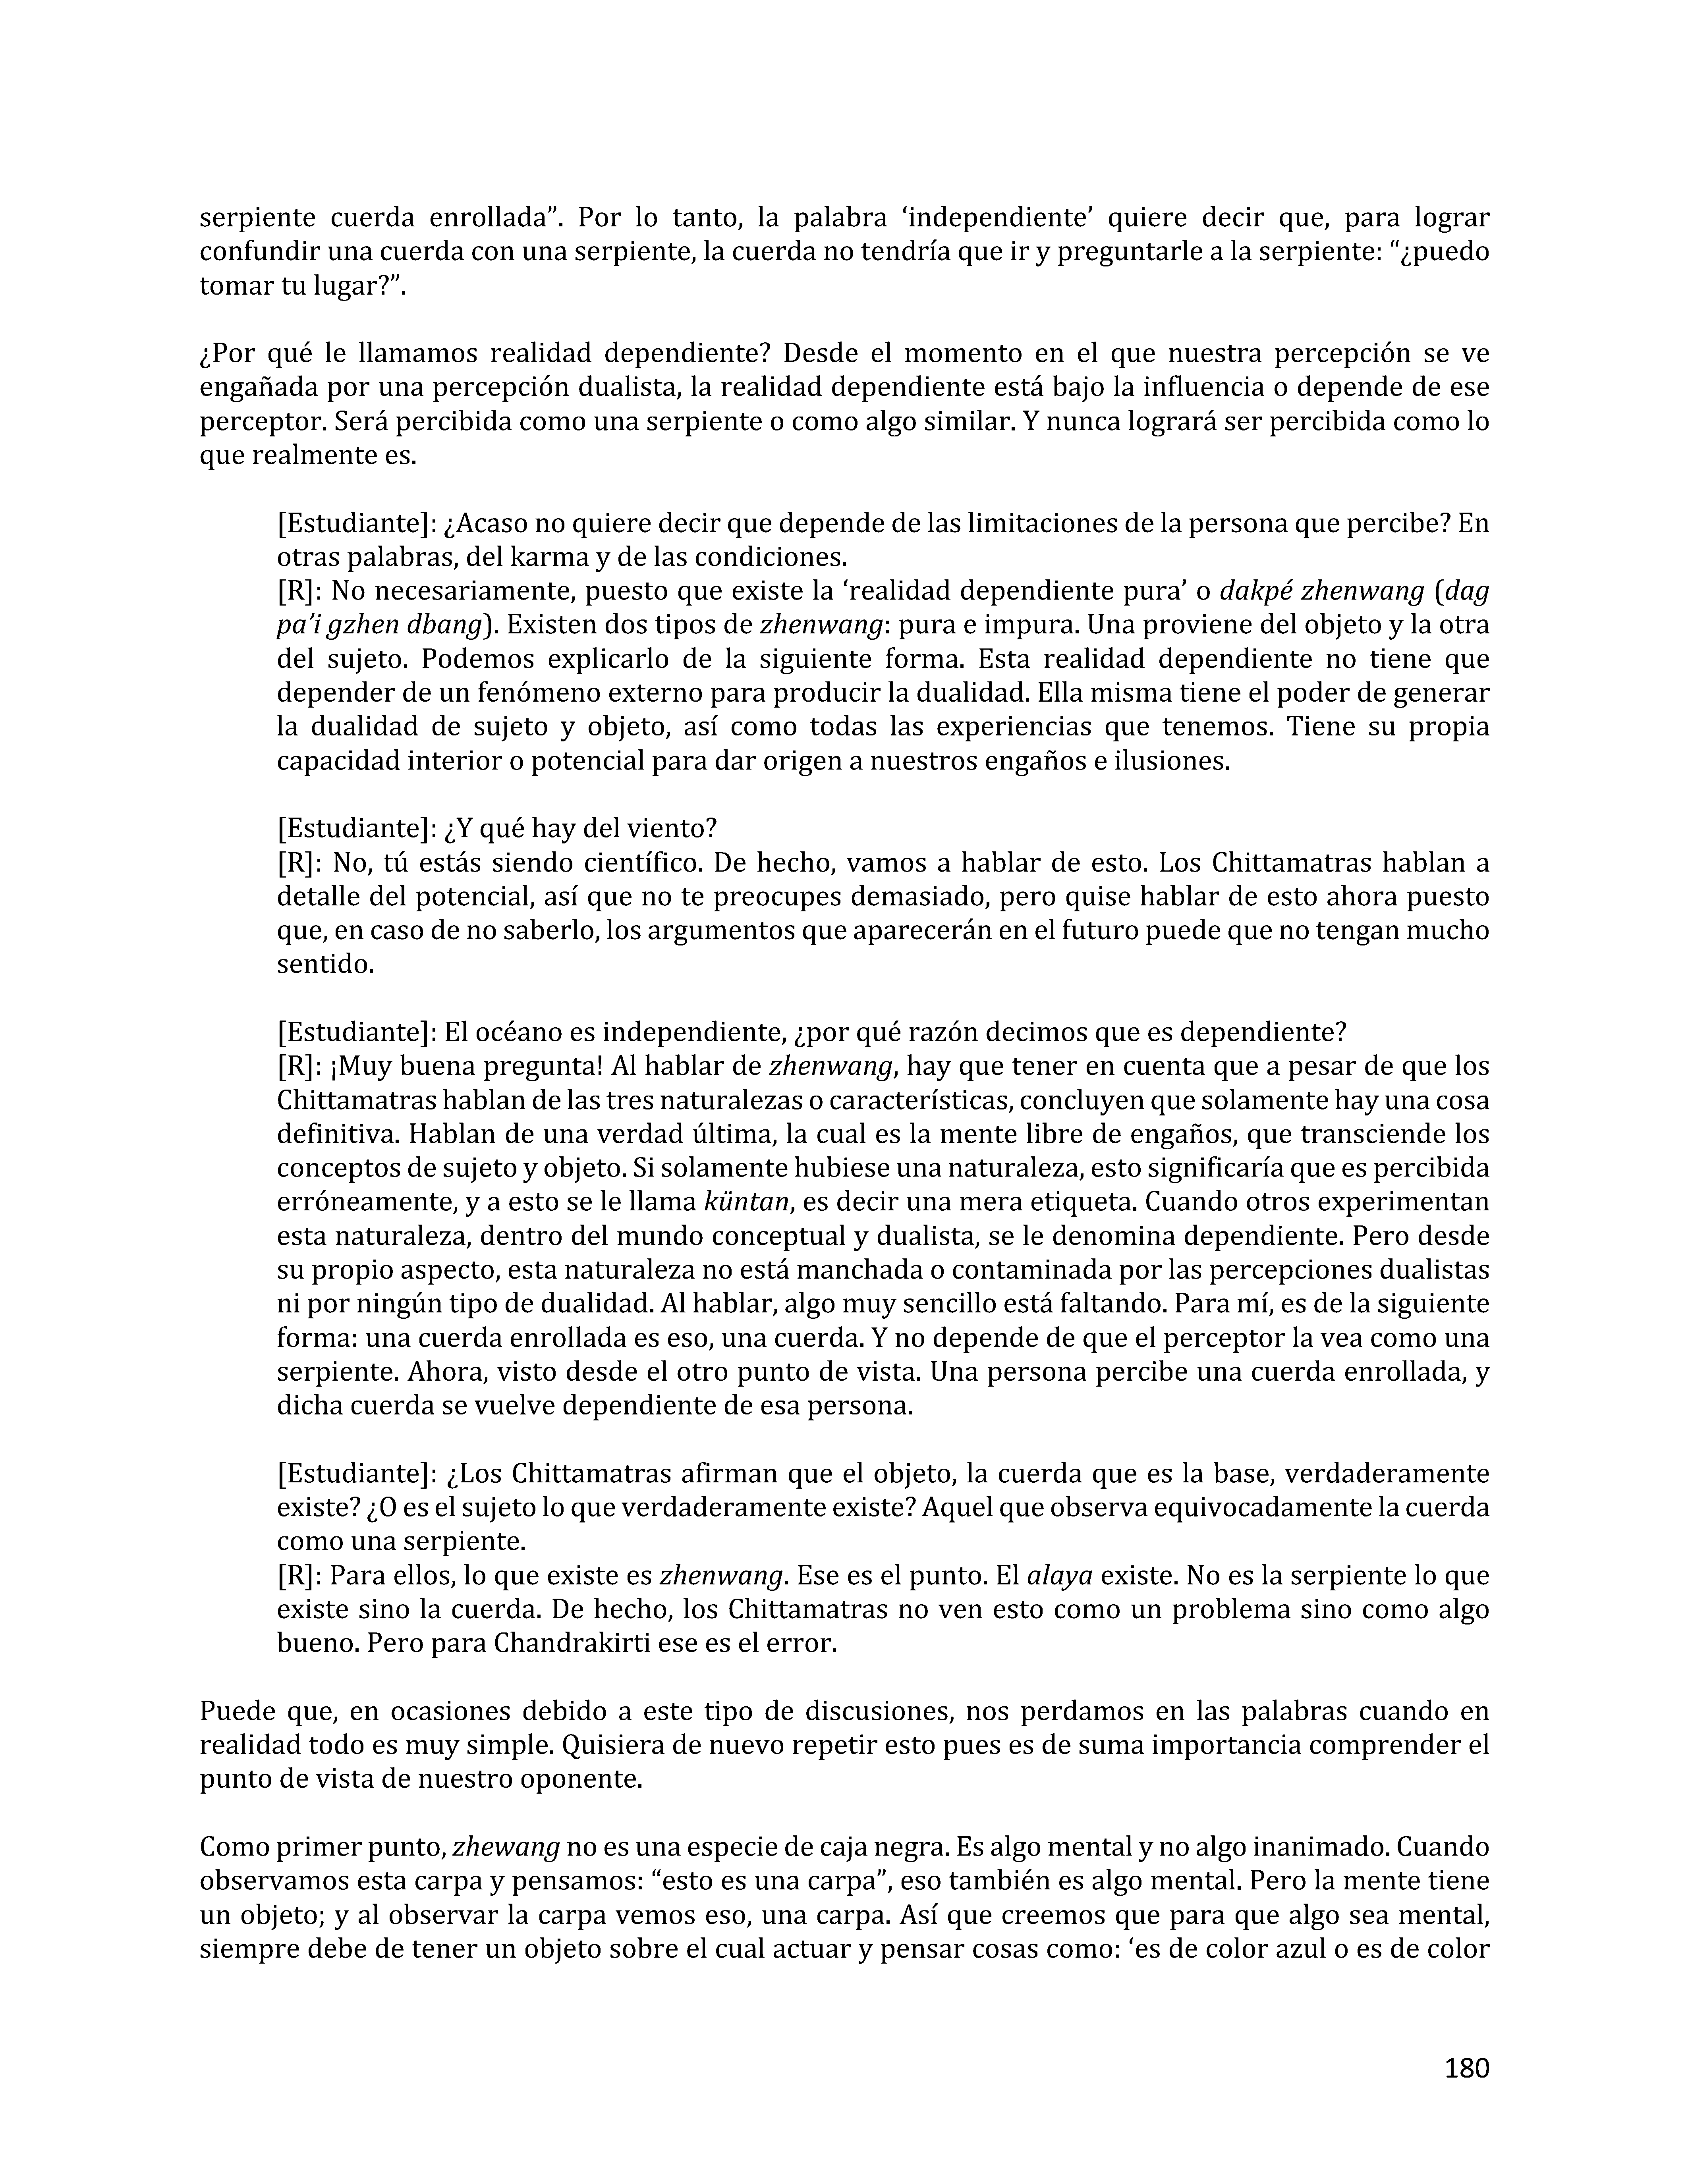 serpiente cuerda enrollada”. Por lo tanto, la palabra ‘independiente’ quiere decir que, para lograr
confundir una cuerda con una serpiente, la cuerda no tendría que ir y preguntarle a la serpiente: “¿puedo
tomar tu lugar?”.
¿Por qué le llamamos realidad dependiente? Desde el momento en el que nuestra percepción se ve
engañada por una percepción dualista, la realidad dependiente está bajo la influencia o depende de ese
perceptor. Será percibida como una serpiente o como algo similar. Y nunca logrará ser percibida como lo
que realmente es.
[Estudiante]: ¿Acaso no quiere decir que depende de las limitaciones de la persona que percibe? En
otras palabras, del karma y de las condiciones.
[R]: No necesariamente, puesto que existe la ‘realidad dependiente pura’ o dakpé zhenwang (dag
pa’i gzhen dbang). Existen dos tipos de zhenwang: pura e impura. Una proviene del objeto y la otra
del sujeto. Podemos explicarlo de la siguiente forma. Esta realidad dependiente no tiene que
depender de un fenómeno externo para producir la dualidad. Ella misma tiene el poder de generar
la dualidad de sujeto y objeto, así como todas las experiencias que tenemos. Tiene su propia
capacidad interior o potencial para dar origen a nuestros engaños e ilusiones.
[Estudiante]: ¿Y qué hay del viento?
[R]: No, tú estás siendo científico. De hecho, vamos a hablar de esto. Los Chittamatras hablan a
detalle del potencial, así que no te preocupes demasiado, pero quise hablar de esto ahora puesto
que, en caso de no saberlo, los argumentos que aparecerán en el futuro puede que no tengan mucho
sentido.
[Estudiante]: El océano es independiente, ¿por qué razón decimos que es dependiente?
[R]: ¡Muy buena pregunta! Al hablar de zhenwang, hay que tener en cuenta que a pesar de que los
Chittamatras hablan de las tres naturalezas o características, concluyen que solamente hay una cosa
definitiva. Hablan de una verdad última, la cual es la mente libre de engaños, que transciende los
conceptos de sujeto y objeto. Si solamente hubiese una naturaleza, esto significaría que es percibida
erróneamente, y a esto se le llama küntan, es decir una mera etiqueta. Cuando otros experimentan
esta naturaleza, dentro del mundo conceptual y dualista, se le denomina dependiente. Pero desde
su propio aspecto, esta naturaleza no está manchada o contaminada por las percepciones dualistas
ni por ningún tipo de dualidad. Al hablar, algo muy sencillo está faltando. Para mí, es de la siguiente
forma: una cuerda enrollada es eso, una cuerda. Y no depende de que el perceptor la vea como una
serpiente. Ahora, visto desde el otro punto de vista. Una persona percibe una cuerda enrollada, y
dicha cuerda se vuelve dependiente de esa persona.
[Estudiante]: ¿Los Chittamatras afirman que el objeto, la cuerda que es la base, verdaderamente
existe? ¿O es el sujeto lo que verdaderamente existe? Aquel que observa equivocadamente la cuerda
como una serpiente.
[R]: Para ellos, lo que existe es zhenwang. Ese es el punto. El alaya existe. No es la serpiente lo que
existe sino la cuerda. De hecho, los Chittamatras no ven esto como un problema sino como algo
bueno. Pero para Chandrakirti ese es el error.
Puede que, en ocasiones debido a este tipo de discusiones, nos perdamos en las palabras cuando en
realidad todo es muy simple. Quisiera de nuevo repetir esto pues es de suma importancia comprender el
punto de vista de nuestro oponente.
Como primer punto, zhewang no es una especie de caja negra. Es algo mental y no algo inanimado. Cuando
observamos esta carpa y pensamos: “esto es una carpa”, eso también es algo mental. Pero la mente tiene
un objeto; y al observar la carpa vemos eso, una carpa. Así que creemos que para que algo sea mental,
siempre debe de tener un objeto sobre el cual actuar y pensar cosas como: ‘es de color azul o es de color
180